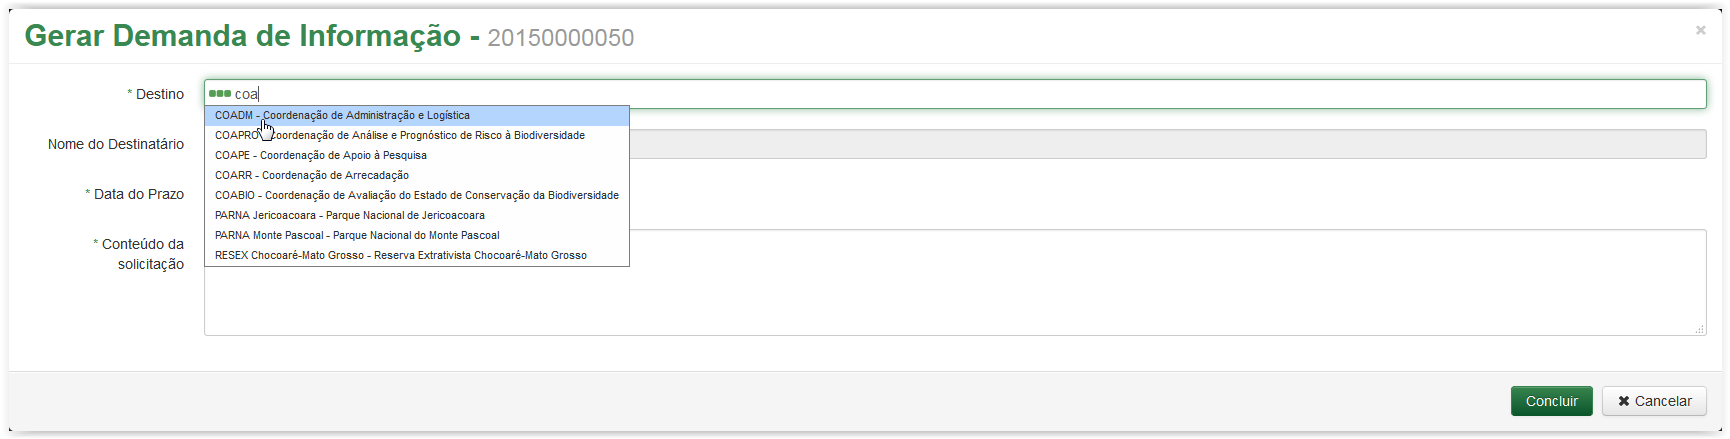 Gerar Demanda de Informação - 20150000050
×
* Destino
coa
COADM - Coordenação de Administração e Logística
COAPRO - Coordenação de Análise e Prognóstico de Risco à Biodiversidade
COAPE - Coordenação de Apoio à Pesquisa
COARR - Coordenação de Arrecadação
COABIO - Coordenação de Avaliação do Estado de Conservação da Biodiversidade
PARNA Jericoacoara - Parque Nacional de Jericoacoara
PARNA Monte Pascoal - Parque Nacional do Monte Pascoal
RESEX Chocoaré-Mato Grosso - Reserva Extrativista Chocoaré-Mato Grosso
Nome do Destinatário
* Data do Prazo
* Conteúdo da
solicitação
Concluir
✖ Cancelar